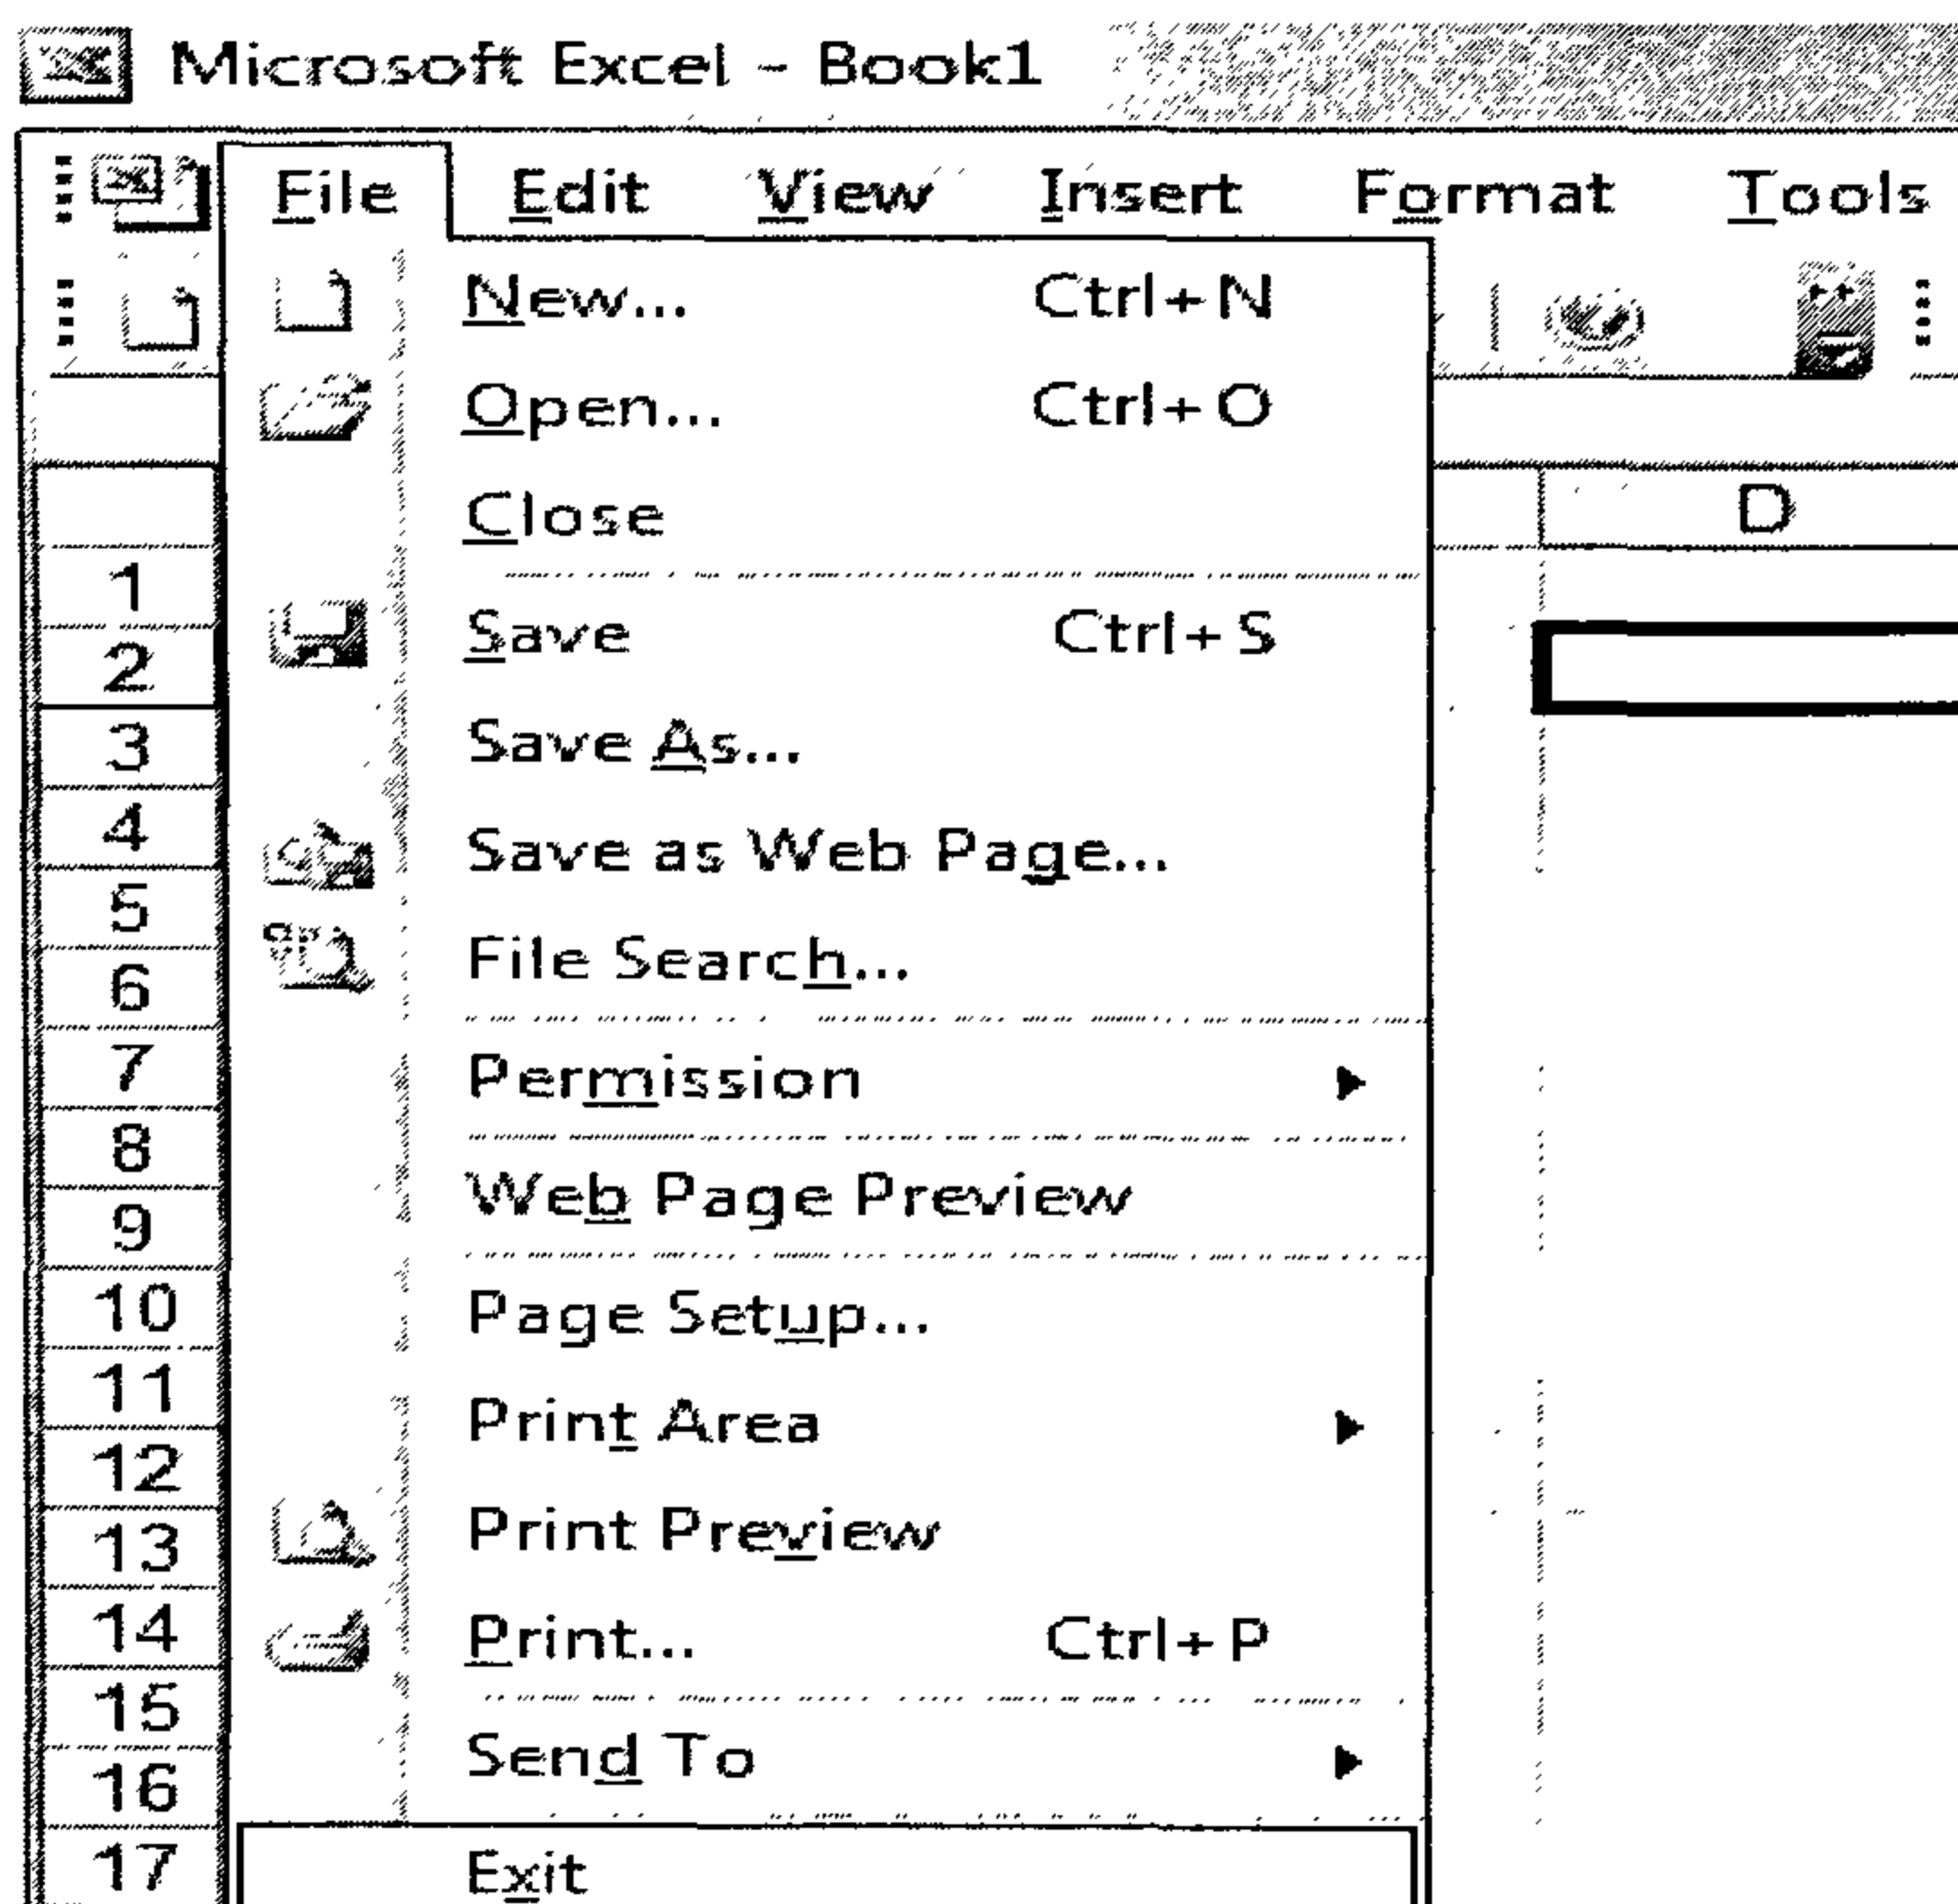 Microsoft Excel - Book1
File Edit View Insert Format Tools
New... Ctrl+N
Open... Ctrl+O
Close
D
1
Save Ctrl+S
2
Save As...
3
4
Save as Web Page...
5
File Search...
6
7
Permission
8
Web Page Preview
9
10
Page Setup...
11
Print Area
12
Print Preview
13
14
Print... Ctrl+P
15
Send To
16
17
Exit